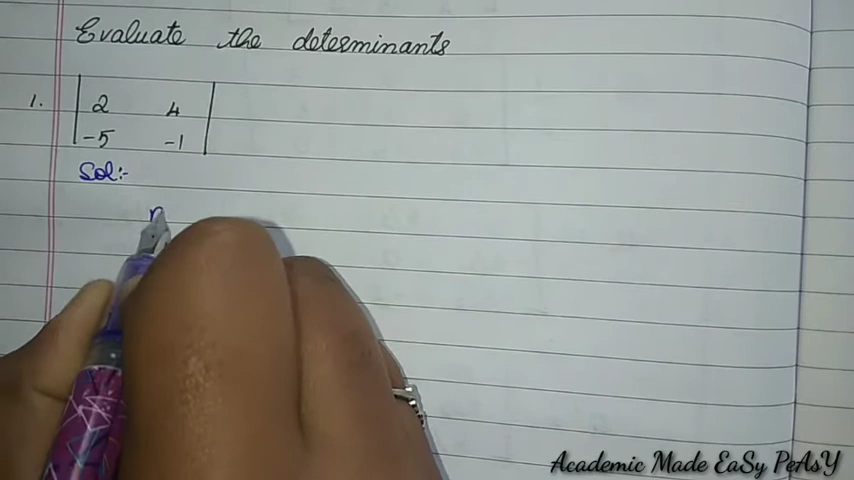 Evaluate the determinants
1. | 2 4 |
| -5 -1 |
Sol:-
Academic Made EaSy PeAsY